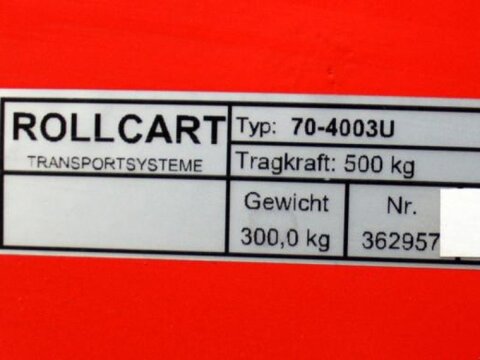 ROLLCART
TRANSPORTSYSTEME
Typ: 70-4003U
Tragkraft: 500 kg
Gewicht
300,0 kg
Nr.
362957